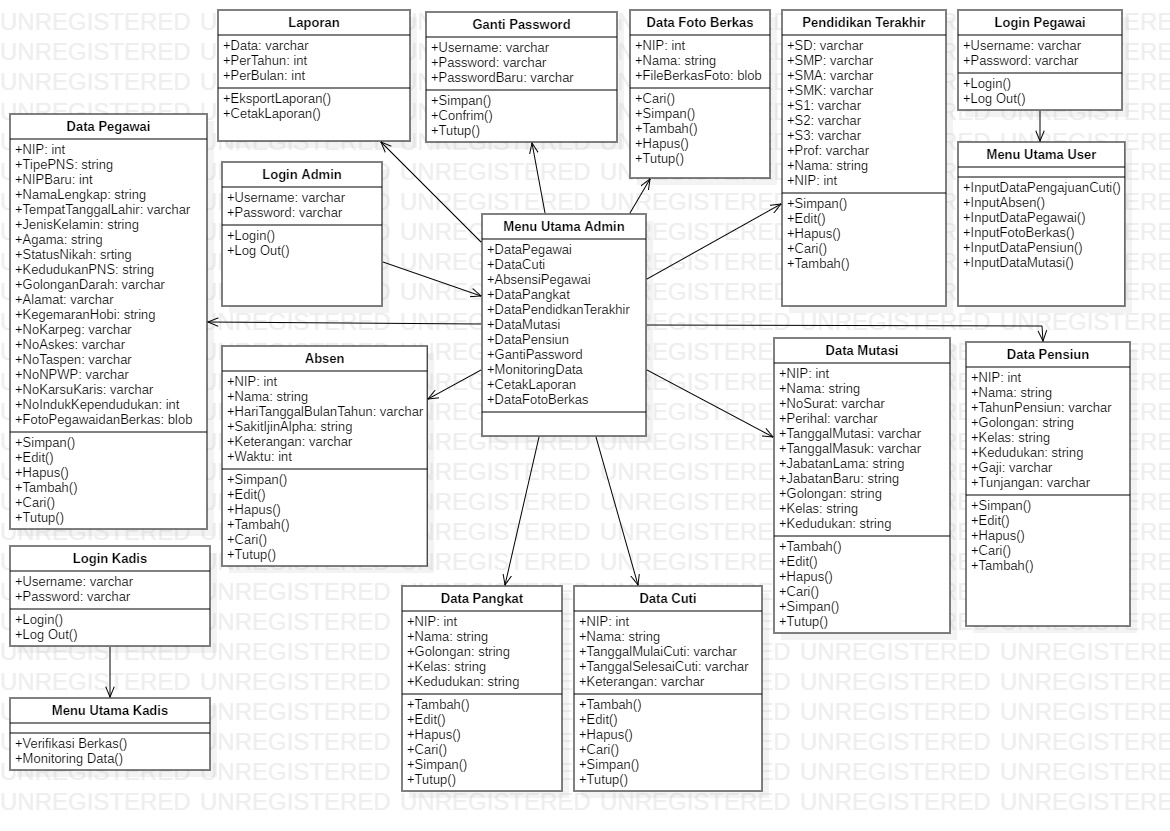 Laporan
+Data: varchar
+PerTahun: int
+PerBulan: int
+EksportLaporan()
+CetakLaporan()
Ganti Password
+Username: varchar
+Password: varchar
+PasswordBaru: varchar
+Simpan()
+Confrim()
+Tutup()
Data Foto Berkas
+NIP: int
+Nama: string
+FileBerkasFoto: blob
+Cari()
+Simpan()
+Tambah()
+Hapus()
+Tutup()
Pendidikan Terakhir
+SD: varchar
+SMP: varchar
+SMA: varchar
+SMK: varchar
+S1: varchar
+S2: varchar
+S3: varchar
+Prof: varchar
+Nama: string
+NIP: int
+Simpan()
+Edit()
+Hapus()
+Cari()
+Tambah()
Login Pegawai
+Username: varchar
+Password: varchar
+Login()
+Log Out()
Data Pegawai
+NIP: int
+TipePNS: string
+NIPBaru: int
+NamaLengkap: string
+TempatTanggalLahir: varchar
+JenisKelamin: string
+Agama: string
+StatusNikah: srting
+KedudukanPNS: string
+GolonganDarah: varchar
+Alamat: varchar
+KegemaranHobi: string
+NoKarpeg: varchar
+NoAskes: varchar
+NoTaspen: varchar
+NoNPWP: varchar
+NoKarsuKaris: varchar
+NoIndukKependudukan: int
+FotoPegawaidanBerkas: blob
+Simpan()
+Edit()
+Hapus()
+Tambah()
+Cari()
+Tutup()
Login Admin
+Username: varchar
+Password: varchar
+Login()
+Log Out()
Menu Utama Admin
+DataPegawai
+DataCuti
+AbsensiPegawai
+DataPangkat
+DataPendidkanTerakhir
+DataMutasi
+DataPensiun
+GantiPassword
+MonitoringData
+CetakLaporan
+DataFotoBerkas
Menu Utama User
+InputDataPengajuanCuti()
+InputAbsen()
+InputDataPegawai()
+InputFotoBerkas()
+InputDataPensiun()
+InputDataMutasi()
Absen
+NIP: int
+Nama: string
+HariTanggalBulanTahun: varchar
+SakitIjinAlpha: string
+Keterangan: varchar
+Waktu: int
+Simpan()
+Edit()
+Hapus()
+Tambah()
+Cari()
+Tutup()
Data Mutasi
+NIP: int
+Nama: string
+NoSurat: varchar
+Perihal: varchar
+TanggalMutasi: varchar
+TanggalMasuk: varchar
+JabatanLama: string
+JabatanBaru: string
+Golongan: string
+Kelas: string
+Kedudukan: string
+Tambah()
+Edit()
+Hapus()
+Cari()
+Simpan()
+Tutup()
Data Pensiun
+NIP: int
+Nama: string
+TahunPensiun: varchar
+Golongan: string
+Kelas: string
+Kedudukan: string
+Gaji: varchar
+Tunjangan: varchar
+Simpan()
+Edit()
+Hapus()
+Cari()
+Tambah()
Login Kadis
+Username: varchar
+Password: varchar
+Login()
+Log Out()
Menu Utama Kadis
+Verifikasi Berkas()
+Monitoring Data()
Data Pangkat
+NIP: int
+Nama: string
+Golongan: string
+Kelas: string
+Kedudukan: string
+Tambah()
+Edit()
+Hapus()
+Cari()
+Simpan()
+Tutup()
Data Cuti
+NIP: int
+Nama: string
+TanggalMulaiCuti: varchar
+TanggalSelesaiCuti: varchar
+Keterangan: varchar
+Tambah()
+Edit()
+Hapus()
+Cari()
+Simpan()
+Tutup()
UNREGISTERED